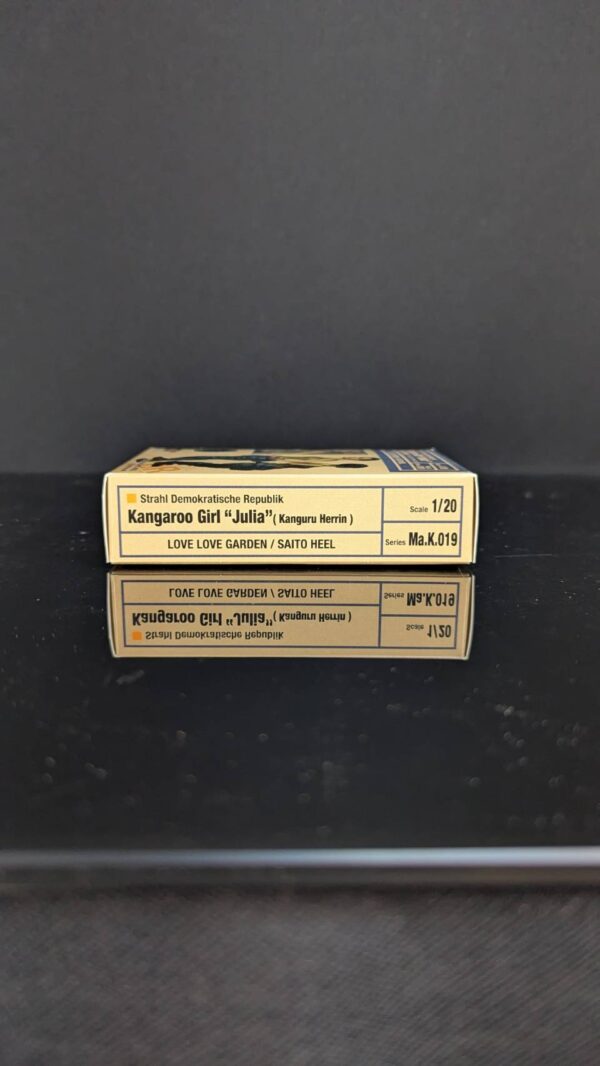 Strahl Demokratische Republik
Kangaroo Girl “Julia” ( Kanguru Herrin )
LOVE LOVE GARDEN / SAITO HEEL
Scale 1/20
Series Ma.K.019